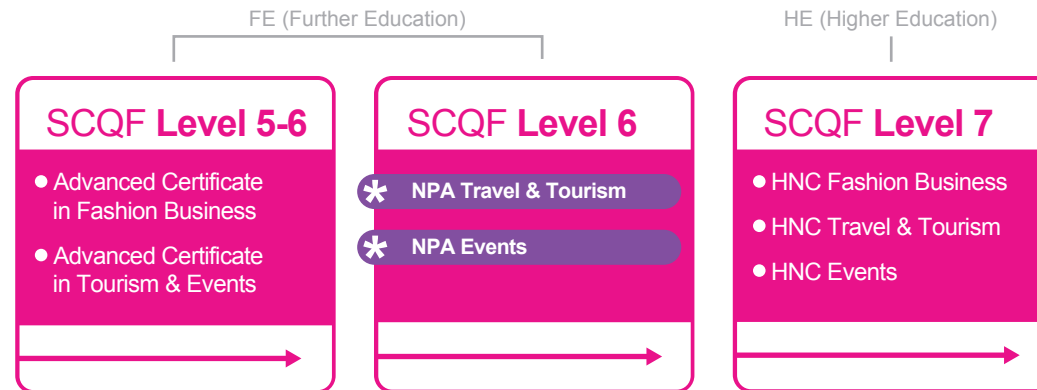 FE (Further Education)
HE (Higher Education)
SCQF Level 5-6
● Advanced Certificate
in Fashion Business
● Advanced Certificate
in Tourism & Events
SCQF Level 6
* NPA Travel & Tourism
* NPA Events
SCQF Level 7
● HNC Fashion Business
● HNC Travel & Tourism
● HNC Events